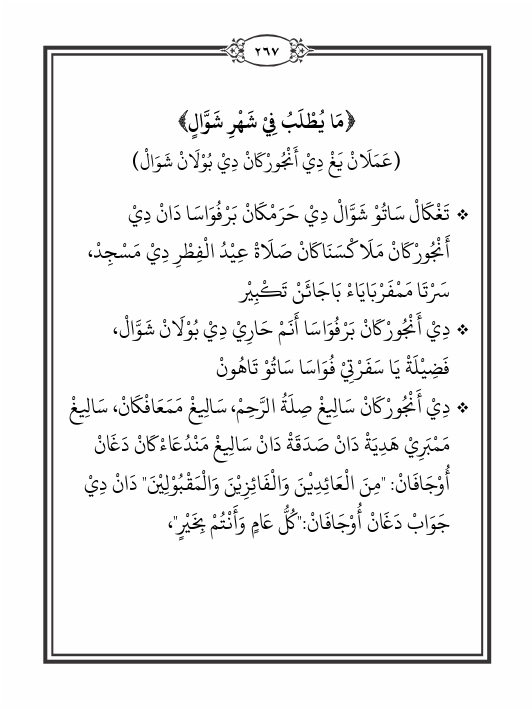 ٢٦٧
﴿مَا يُطْلَبُ فِيْ شَهْرِ شَوَّالٍ﴾
(عَمَلَانْ يَغْ دِيْ أَنْجُورْكَانْ دِيْ بُوْلَانْ شَوَالْ)
❖ تَغْكَالْ سَاتُوْ شَوَّالْ دِيْ حَرَمْكَانْ بَرْفُوَاسَا دَانْ دِيْ
أَنْجُورْكَانْ مَلَاكْسَنَاكَانْ صَلَاةْ عِيْدُ الْفِطْرِ دِيْ مَسْجِدْ،
سَرْتَا مَمْفَرْبَايَاءْ بَاجَائَنْ تَكْبِيْر
❖ دِيْ أَنْجُورْكَانْ بَرْفُوَاسَا أَنَمْ حَارِيْ دِيْ بُوْلَانْ شَوَّالْ،
فَضِيْلَةْ يَا سَفَرْتِيْ فُوَاسَا سَاتُوْ تَاهُونْ
❖ دِيْ أَنْجُورْكَانْ سَالِيغْ صِلَةُ الرَّحِمْ، سَالِيغْ مَمَعَافْكَانْ، سَالِيغْ
مَمْبَرِيْ هَدِيَةْ دَانْ صَدَقَةْ دَانْ سَالِيغْ مَنْدُعَاءْكَانْ دَغَانْ
أُوْجَافَانْ: "مِنَ الْعَائِدِيْنَ وَالْفَائِزِيْنَ وَالْمَقْبُوْلِيْنَ" دَانْ دِيْ
جَوَابْ دَغَانْ أُوْجَافَانْ:"كُلُّ عَامٍ وَأَنْتُمْ بِخَيْرٍ"،